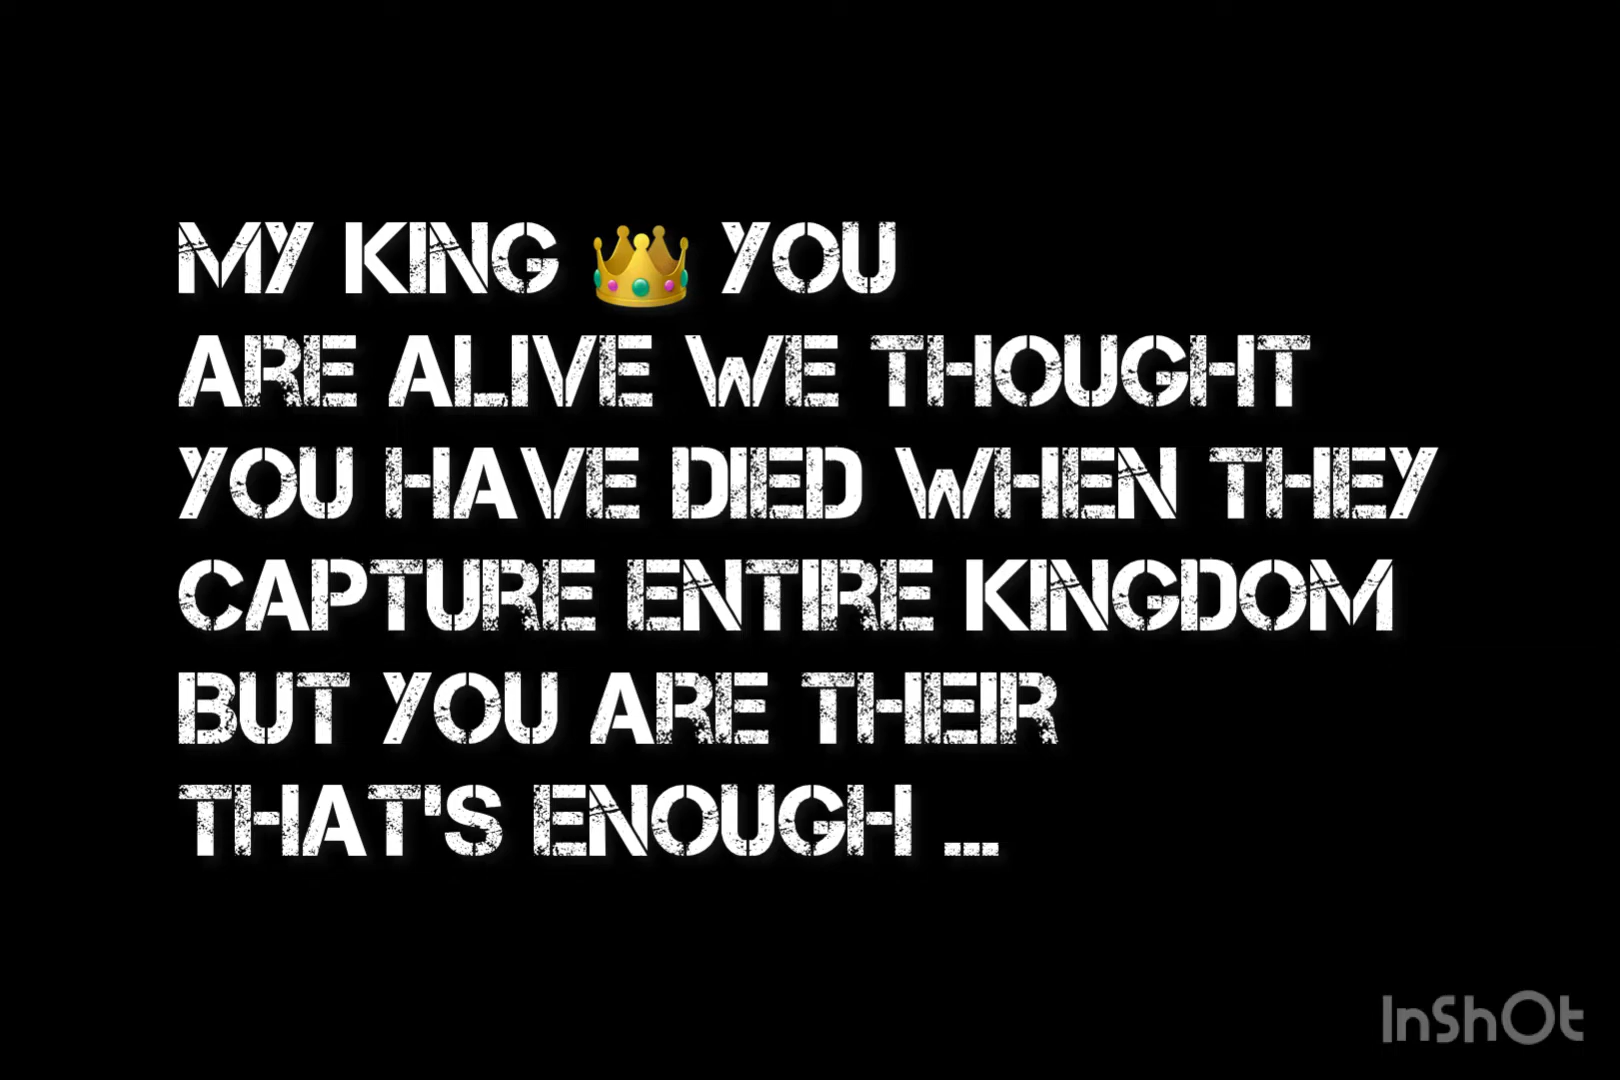 MY KING 👑 YOU
ARE ALIVE WE THOUGHT
YOU HAVE DIED WHEN THEY
CAPTURE ENTIRE KINGDOM
BUT YOU ARE THEIR
THAT'S ENOUGH ...
InShOt